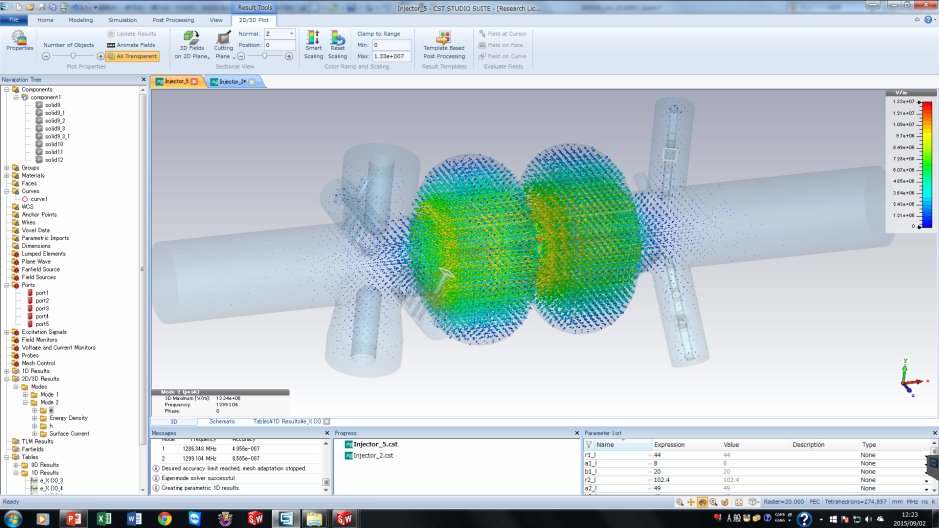 Result Tools
Injector_5 - CST STUDIO SUITE - [Research Lic...
File Home Modeling Simulation Post Processing View 2D/3D Plot
Properties
Number of Objects
Update Results
Animate Fields
All Transparent
Plot Properties
3D Fields on 2D Plane
Cutting Plane
Normal: Z
Position: 0
Sectional View
Smart Scaling
Reset Scaling
Clamp to Range
Min: 0
Max: 1.33e+007
Color Ramp and Scaling
Template Based Post Processing
Result Templates
Field at Cursor
Field on Face
Field on Curve
Evaluate Fields
Navigation Tree
Injector_5
Injector_2*
Components
component1
solid9
solid9_1
solid9_2
solid9_3
solid9_3_1
solid10
solid11
solid12
Groups
Materials
Faces
Curves
curve1
WCS
Anchor Points
Wires
Voxel Data
Parametric Imports
Dimensions
Lumped Elements
Plane Wave
Farfield Source
Field Sources
Ports
port1
port2
port3
port4
port5
Excitation Signals
Field Monitors
Voltage and Current Monitors
Probes
Mesh Control
1D Results
2D/3D Results
Modes
Mode 1
Mode 2
e
Energy Density
h
Surface Current
TLM Results
Farfields
Tables
0D Results
1D Results
e_X (X)_3
V/m
1.33e+07
1.21e+07
1.09e+07
9.7e+06
8.49e+06
7.28e+06
6.07e+06
4.85e+06
3.64e+06
2.43e+06
1.21e+06
0
y
x
z
Mode 2 (peak)
3D Maximum [V/m]: 13.34e+06
Frequency: 1299.104
Phase: 0
3D Schematic Tables¥1D Results¥e_X (X)
Messages
Mode Frequency Accuracy
1 1286.348 MHz 4.956e-007
2 1299.104 MHz 8.565e-007
Desired accuracy limit reached, mesh adaptation stopped.
Eigenmode solver successful
Creating parametric 1D results.
Progress
Injector_5.cst
Injector_2.cst
Parameter List
Name Expression Value Description Type
r1_l = 44 44 None
a1_l = 8 8 None
b1_l = 20 20 None
r2_l = 102.4 102.4 None
a2_l = 49 49 None
Ready
Raster=20.000 PEC Tetrahedrons=274,857 mm MHz ns K
A 般
CAPS
KANA
12:23
2015/09/02